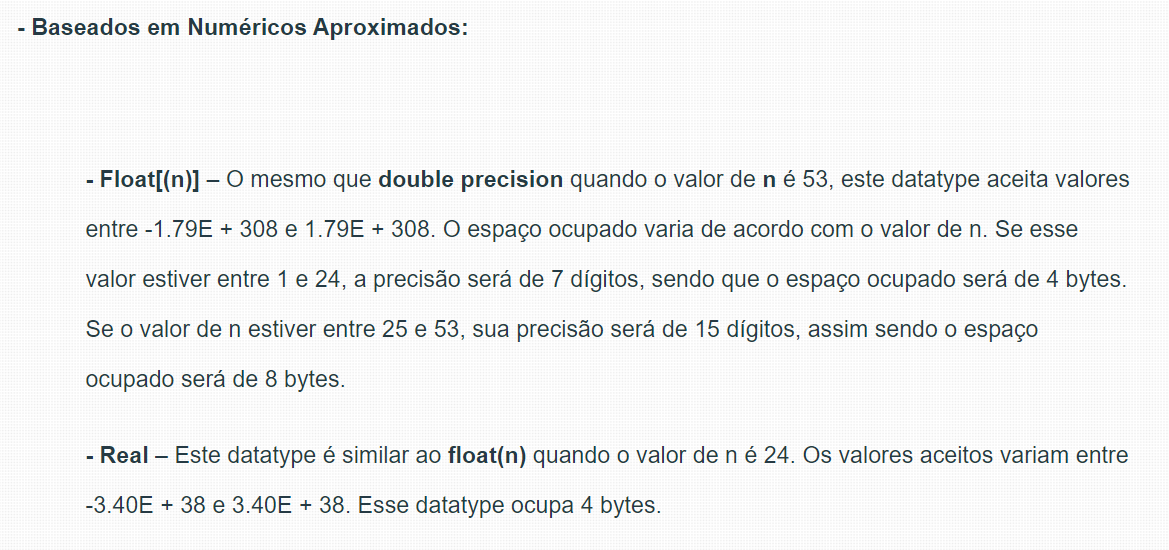 - Baseados em Numéricos Aproximados:
- Float[(n)] – O mesmo que double precision quando o valor de n é 53, este datatype aceita valores
entre -1.79E + 308 e 1.79E + 308. O espaço ocupado varia de acordo com o valor de n. Se esse
valor estiver entre 1 e 24, a precisão será de 7 dígitos, sendo que o espaço ocupado será de 4 bytes.
Se o valor de n estiver entre 25 e 53, sua precisão será de 15 dígitos, assim sendo o espaço
ocupado será de 8 bytes.
- Real – Este datatype é similar ao float(n) quando o valor de n é 24. Os valores aceitos variam entre
-3.40E + 38 e 3.40E + 38. Esse datatype ocupa 4 bytes.